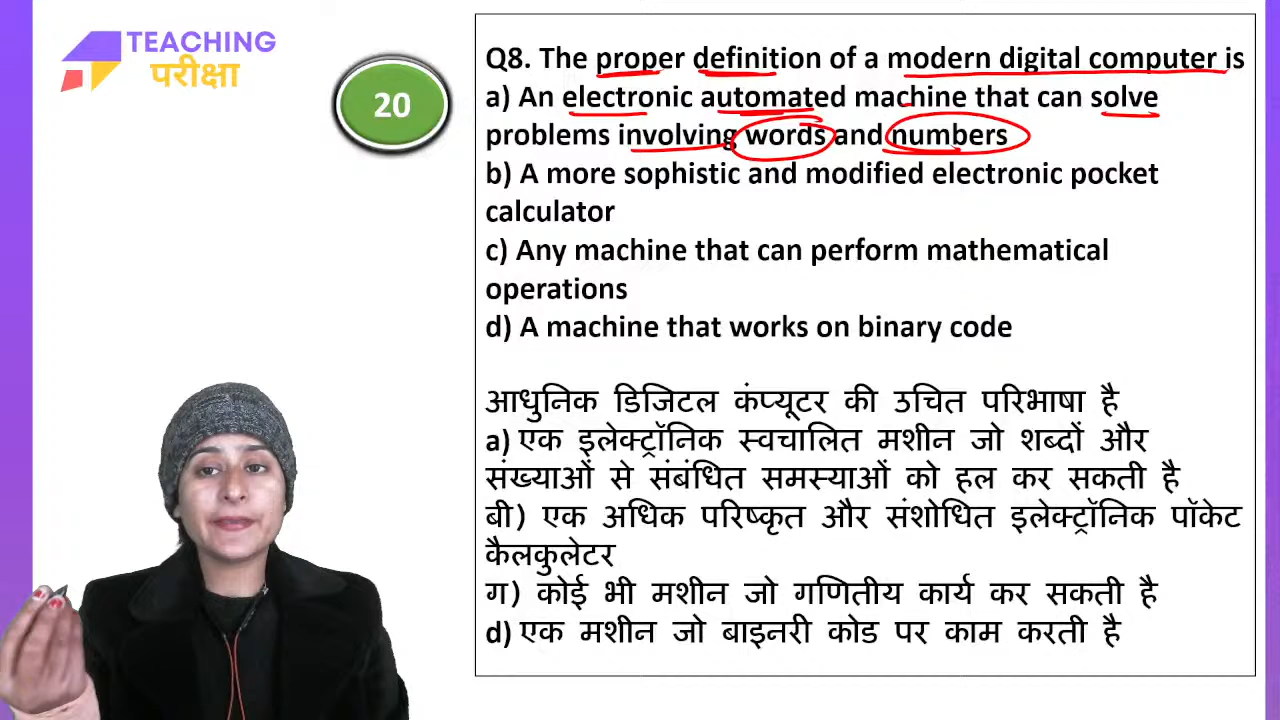 TEACHING
परीक्षा
20
Q8. The proper definition of a modern digital computer is
a) An electronic automated machine that can solve
problems involving words and numbers
b) A more sophistic and modified electronic pocket
calculator
c) Any machine that can perform mathematical
operations
d) A machine that works on binary code
आधुनिक डिजिटल कंप्यूटर की उचित परिभाषा है
a) एक इलेक्ट्रॉनिक स्वचालित मशीन जो शब्दों और
संख्याओं से संबंधित समस्याओं को हल कर सकती है
बी) एक अधिक परिष्कृत और संशोधित इलेक्ट्रॉनिक पॉकेट
कैलकुलेटर
ग) कोई भी मशीन जो गणितीय कार्य कर सकती है
d) एक मशीन जो बाइनरी कोड पर काम करती है